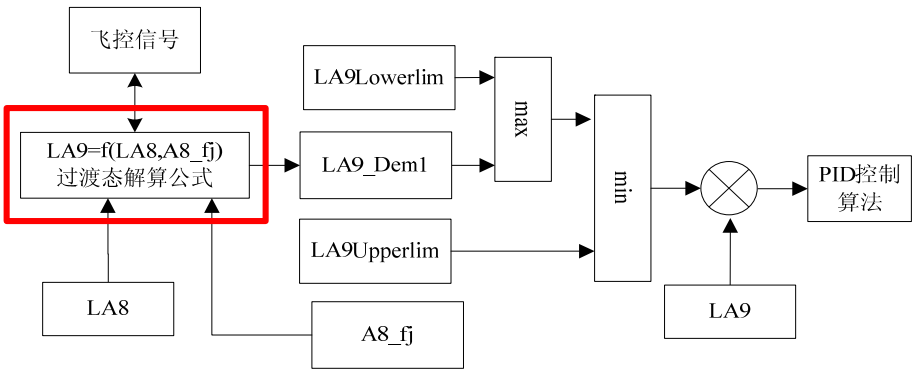 飞控信号
LA9=f(LA8,A8_fj)
过渡态解算公式
LA8
A8_fj
LA9Lowerlim
LA9_Dem1
LA9Upperlim
max
min
LA9
PID控制
算法